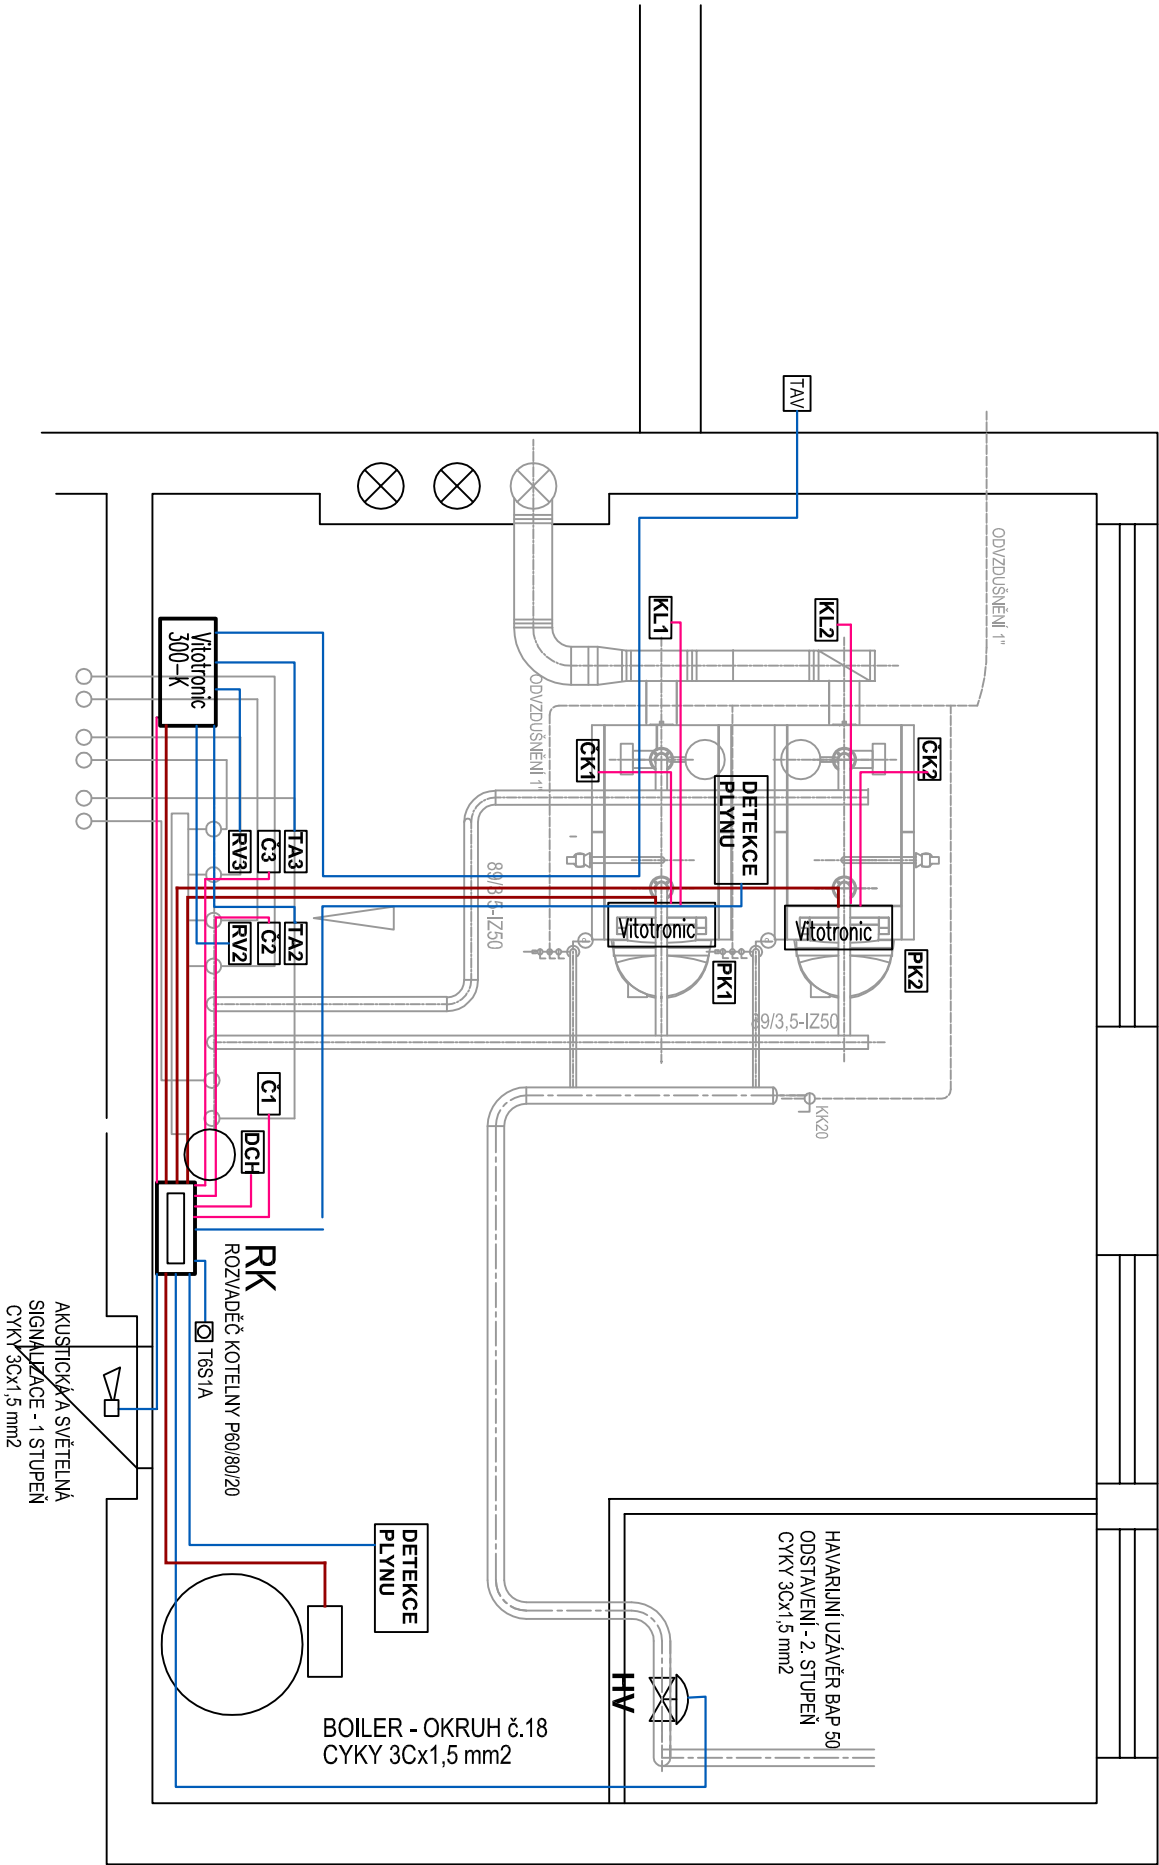 TAV
ODVZDUŠNĚNÍ 1"
KL1
KL2
Vitotronic
300-K
ODVZDUŠNĚNÍ 1"
ČK1
ČK2
DETEKCE
PLYNU
RV3
Č3
TA3
89/3,5-IZ50
Vitotronic
Vitotronic
RV2
Č2
TA2
PK1
PK2
89/3,5-IZ50
KK20
Č1
DCH
RK
ROZVADĚČ KOTELNY P60/80/20
T6S1A
AKUSTICKÁ A SVĚTELNÁ
SIGNALIZACE - 1 STUPEŇ
CYKY 3Cx1,5 mm2
DETEKCE
PLYNU
HAVARIJNÍ UZÁVĚR BAP 50
ODSTAVENÍ - 2. STUPEŇ
CYKY 3Cx1,5 mm2
HV
BOILER - OKRUH č.18
CYKY 3Cx1,5 mm2